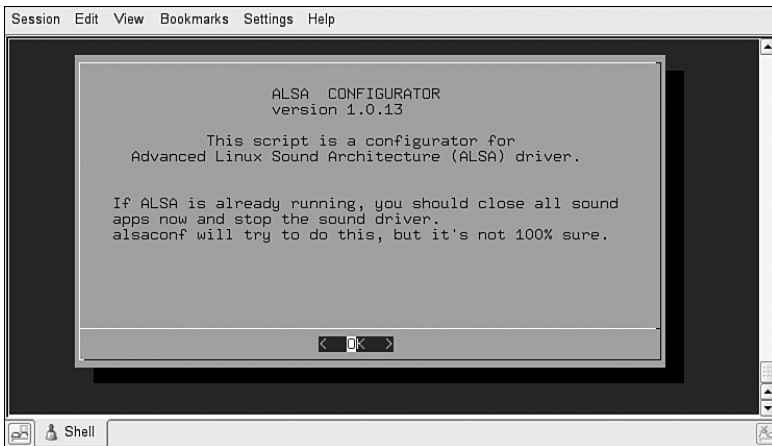 Session Edit View Bookmarks Settings Help
ALSA CONFIGURATOR
version 1.0.13
This script is a configurator for
Advanced Linux Sound Architecture (ALSA) driver.
If ALSA is already running, you should close all sound
apps now and stop the sound driver.
alsaconf will try to do this, but it's not 100% sure.
< OK >
Shell